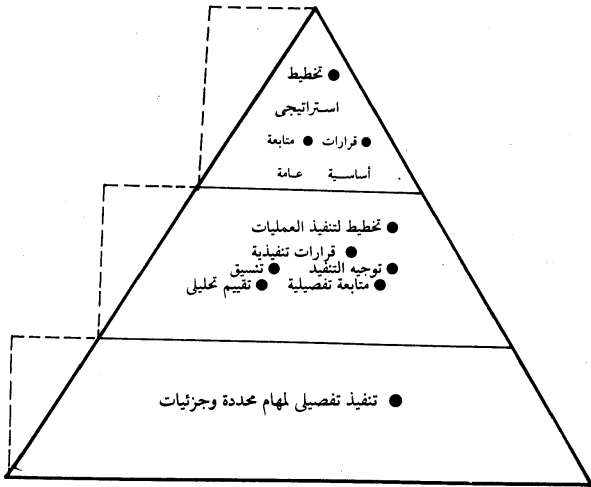 ● تخطيط
استراتيجى
● قرارات ● متابعة
أساسية عامة
● تخطيط لتنفيذ العمليات
● قرارات تنفيذية
● توجيه التنفيد ● تنسيق
● متابعة تفصيلية ● تقييم تحليلى
● تنفيذ تفصيلى لمهام محددة وجزئيات